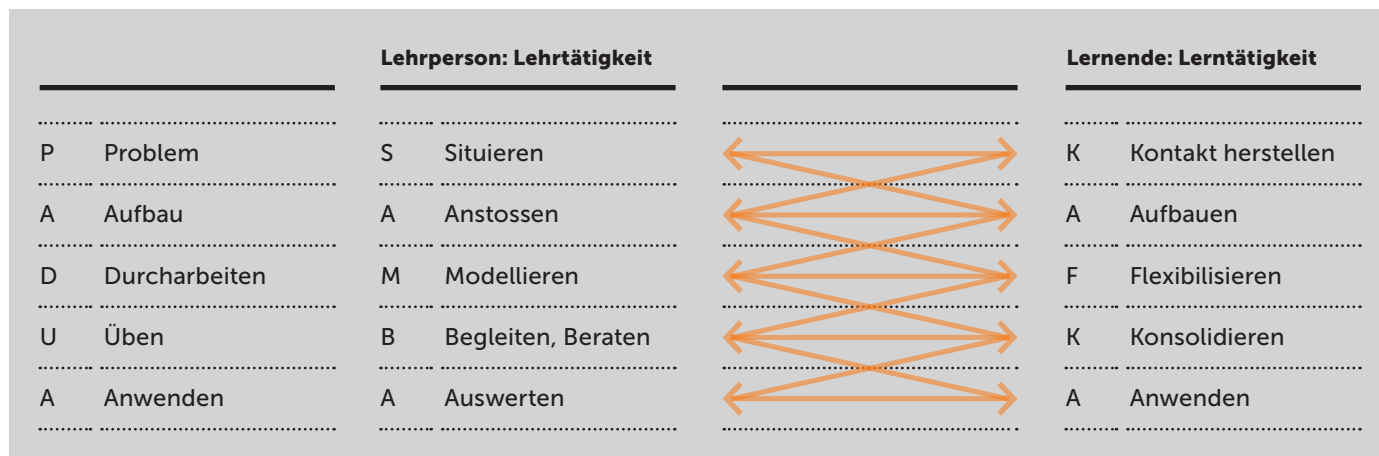 Lehrperson: Lehrtätigkeit Lernende: Lerntätigkeit
P Problem S Situieren K Kontakt herstellen
A Aufbau A Anstossen A Aufbauen
D Durcharbeiten M Modellieren F Flexibilisieren
U Üben B Begleiten, Beraten K Konsolidieren
A Anwenden A Auswerten A Anwenden